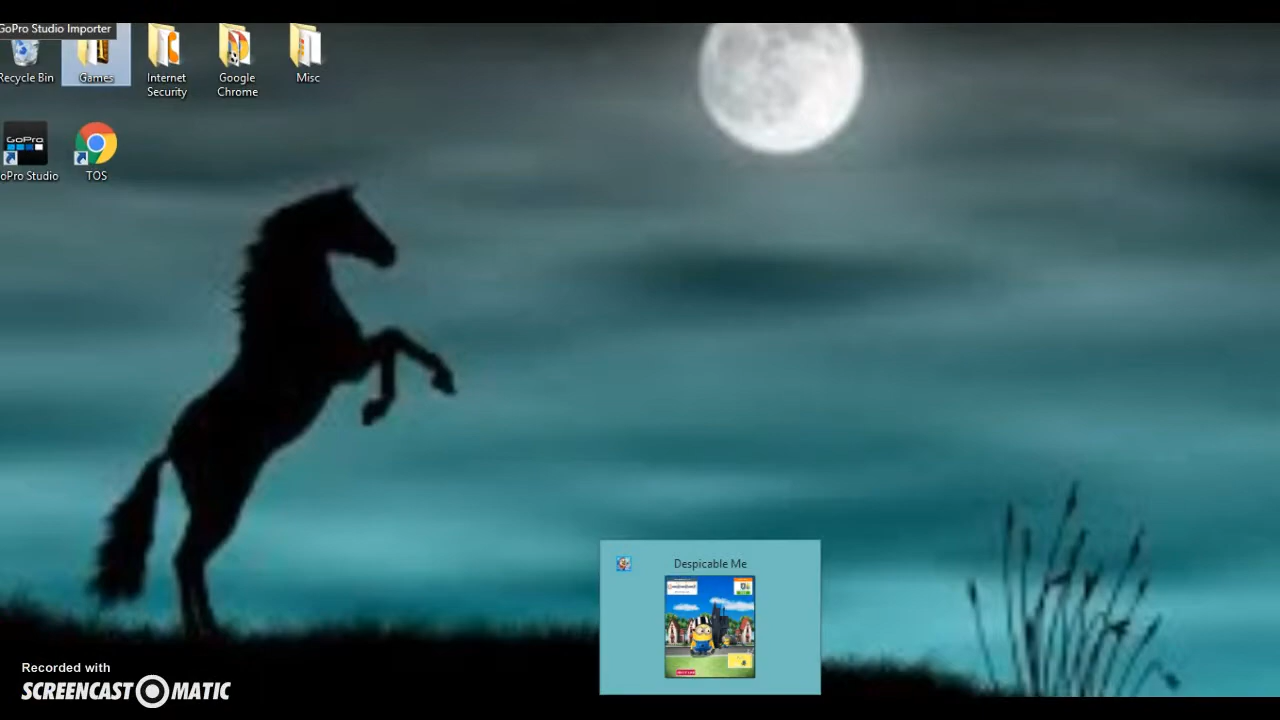 GoPro Studio Importer
Recycle Bin
Games
Internet
Security
Google
Chrome
Misc
GoPro
oPro Studio
TOS
Despicable Me
Recorded with
SCREENCAST MATIC